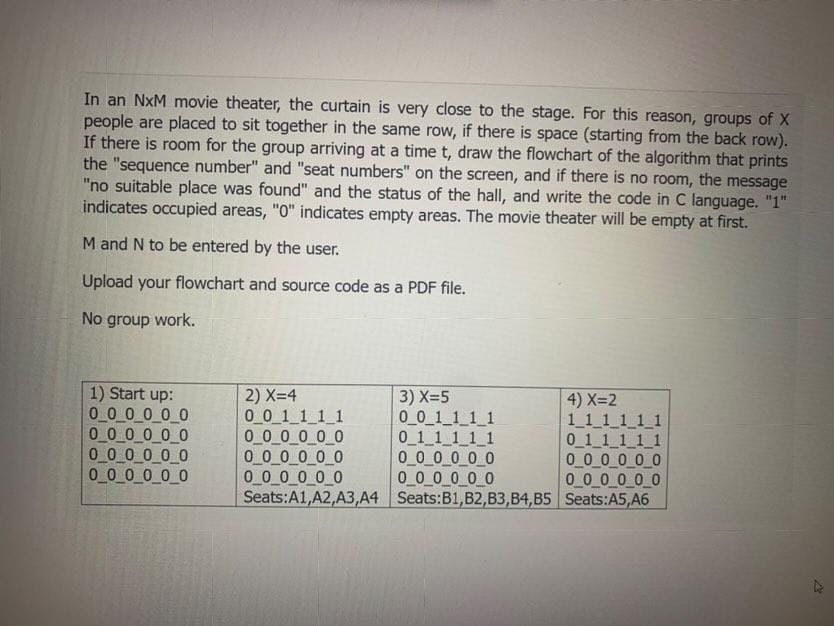 In an NxM movie theater, the curtain is very close to the stage. For this reason, groups of X
people are placed to sit together in the same row, if there is space (starting from the back row).
If there is room for the group arriving at a time t, draw the flowchart of the algorithm that prints
the "sequence number" and "seat numbers" on the screen, and if there is no room, the message
"no suitable place was found" and the status of the hall, and write the code in C language. "1"
indicates occupied areas, "0" indicates empty areas. The movie theater will be empty at first.
M and N to be entered by the user.
Upload your flowchart and source code as a PDF file.
No group work.
1) Start up:
0_0_0_0_0_0
0_0_0_0_0_0
0_0_0_0_0_0
0_0_0_0_0_0
2) X=4
0_0_1_1_1_1
0_0_0_0_0_0
0_0_0_0_0_0
0_0_0_0_0_0
Seats:A1,A2,A3,A4
3) X=5
0_0_1_1_1_1
0_1_1_1_1_1
0_0_0_0_0_0
0_0_0_0_0_0
Seats:B1,B2,B3,B4,B5
4) X=2
1_1_1_1_1_1
0_1_1_1_1_1
0_0_0_0_0_0
0_0_0_0_0_0
Seats:A5,A6